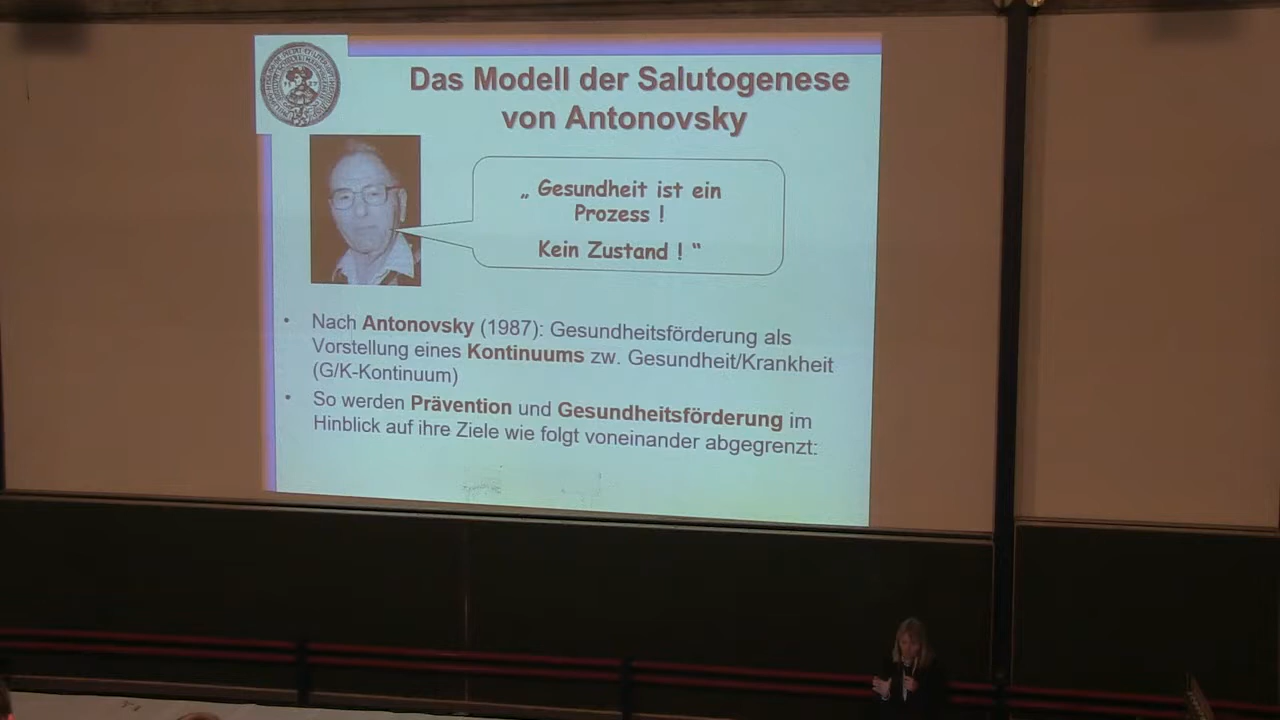 Das Modell der Salutogenese
von Antonovsky
„ Gesundheit ist ein
Prozess !
Kein Zustand ! “
• Nach Antonovsky (1987): Gesundheitsförderung als
Vorstellung eines Kontinuums zw. Gesundheit/Krankheit
(G/K-Kontinuum)
• So werden Prävention und Gesundheitsförderung im
Hinblick auf ihre Ziele wie folgt voneinander abgegrenzt: